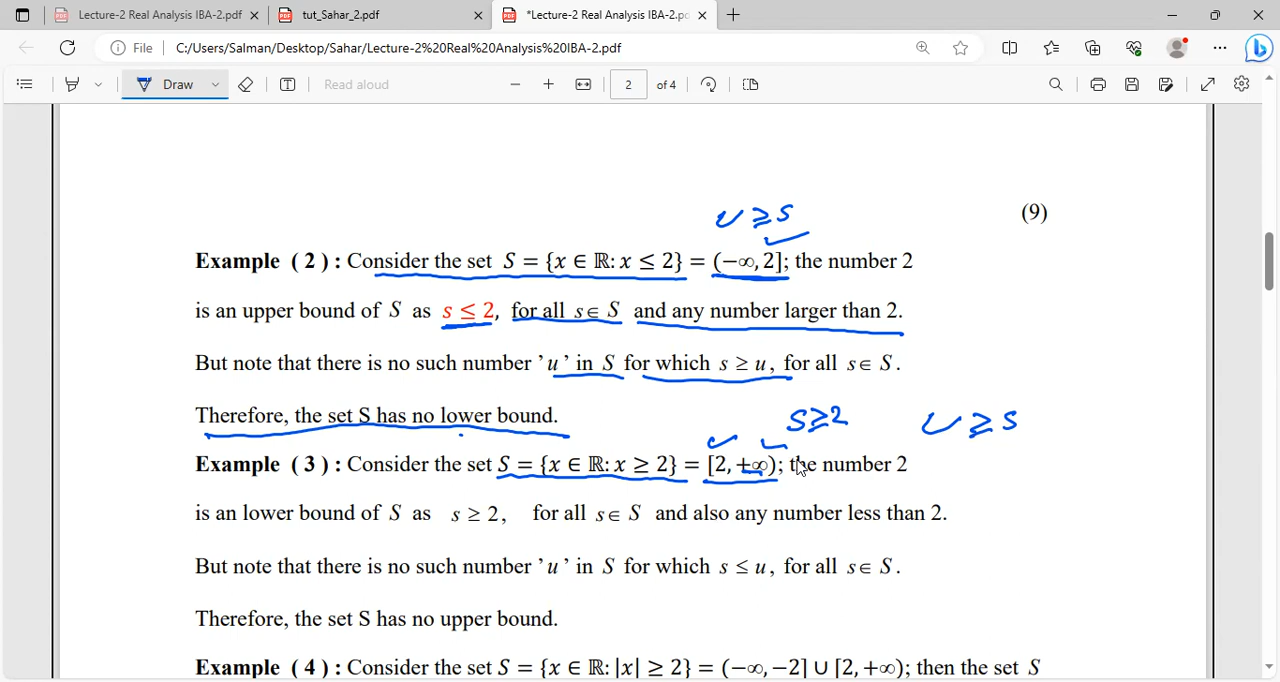 Lecture-2 Real Analysis IBA-2.pdf
tut_Sahar_2.pdf
*Lecture-2 Real Analysis IBA-2.pdf
File
C:/Users/Salman/Desktop/Sahar/Lecture-2%20Real%20Analysis%20IBA-2.pdf
Draw
Read aloud
2 of 4
(9)
u ≥ s
Example ( 2 ) : Consider the set S = {x ∈ ℝ: x ≤ 2} = (−∞, 2]; the number 2
is an upper bound of S as s ≤ 2, for all s∈ S and any number larger than 2.
But note that there is no such number ’u ’ in S for which s ≥ u, for all s∈ S.
Therefore, the set S has no lower bound.
S≥2
u ≥ s
Example ( 3 ) : Consider the set S = {x ∈ ℝ: x ≥ 2} = [2, +∞); the number 2
is an lower bound of S as s ≥ 2, for all s∈ S and also any number less than 2.
But note that there is no such number ’u ’ in S for which s ≤ u, for all s∈ S.
Therefore, the set S has no upper bound.
Example ( 4 ) : Consider the set S = {x ∈ ℝ: |x| ≥ 2} = (−∞, −2] ∪ [2, +∞); then the set S